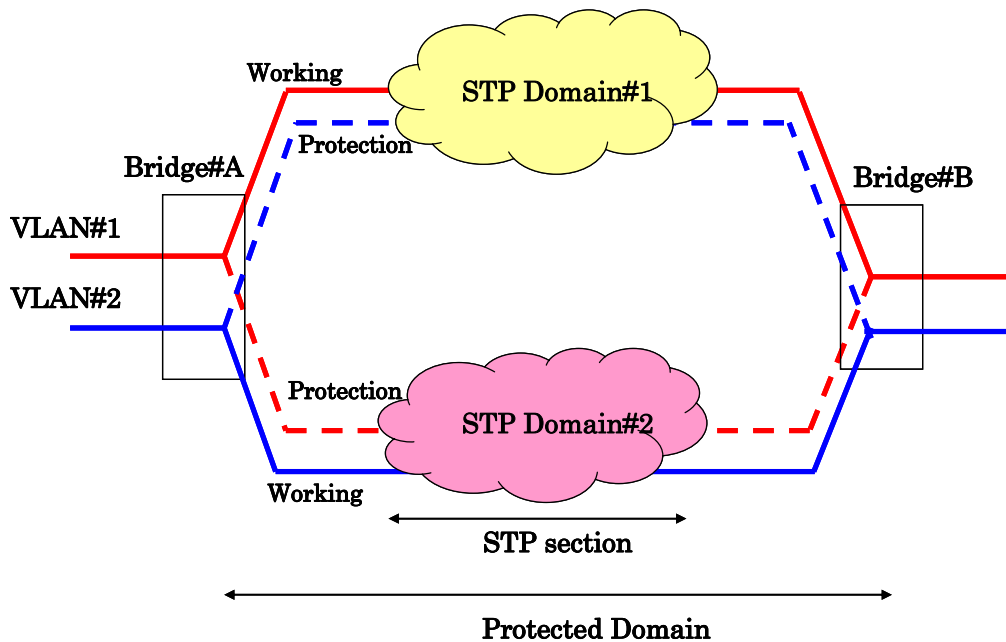 Working
STP Domain#1
Protection
Bridge#A
Bridge#B
VLAN#1
VLAN#2
Protection
STP Domain#2
Working
STP section
Protected Domain